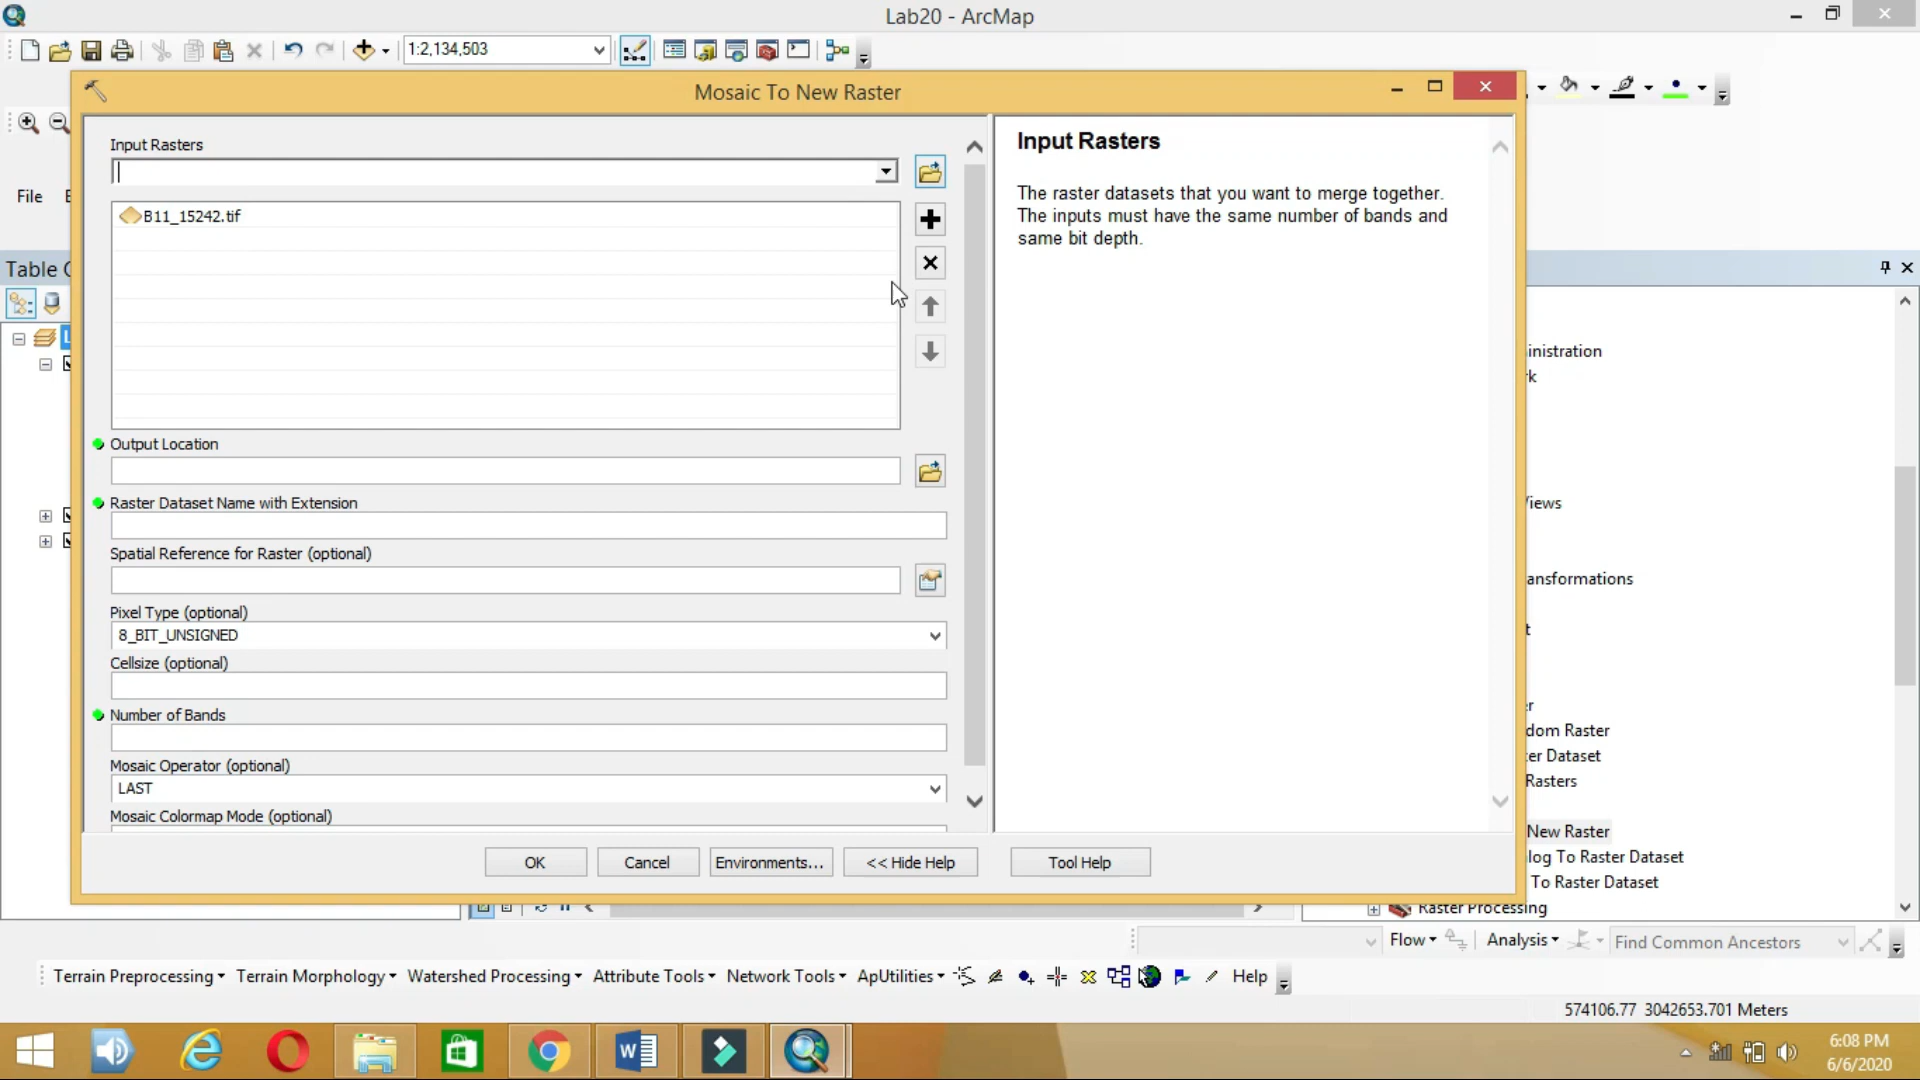 Lab20 - ArcMap
1:2,134,503
Mosaic To New Raster
File
Table
Input Rasters
B11_15242.tif
Output Location
Raster Dataset Name with Extension
Spatial Reference for Raster (optional)
Pixel Type (optional)
8_BIT_UNSIGNED
Cellsize (optional)
Number of Bands
Mosaic Operator (optional)
LAST
Mosaic Colormap Mode (optional)
OK
Cancel
Environments...
<< Hide Help
Tool Help
Input Rasters
The raster datasets that you want to merge together.
The inputs must have the same number of bands and
same bit depth.
inistration
rk
iews
ansformations
t
r
dom Raster
er Dataset
Rasters
New Raster
log To Raster Dataset
To Raster Dataset
Raster Processing
Flow
Analysis
Find Common Ancestors
Terrain Preprocessing
Terrain Morphology
Watershed Processing
Attribute Tools
Network Tools
ApUtilities
Help
574106.77 3042653.701 Meters
6:08 PM
6/6/2020